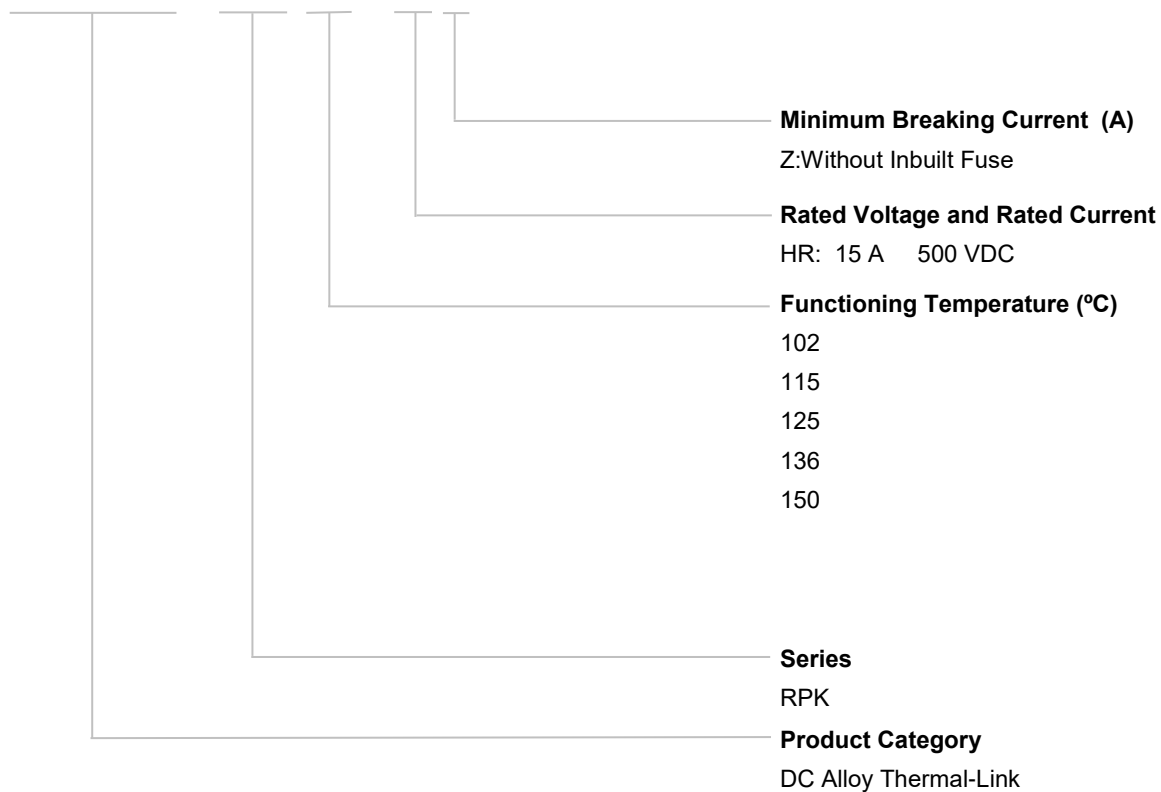 Minimum Breaking Current (A)
Z:Without Inbuilt Fuse
Rated Voltage and Rated Current
HR: 15 A 500 VDC
Functioning Temperature (ºC)
102
115
125
136
150
Series
RPK
Product Category
DC Alloy Thermal-Link